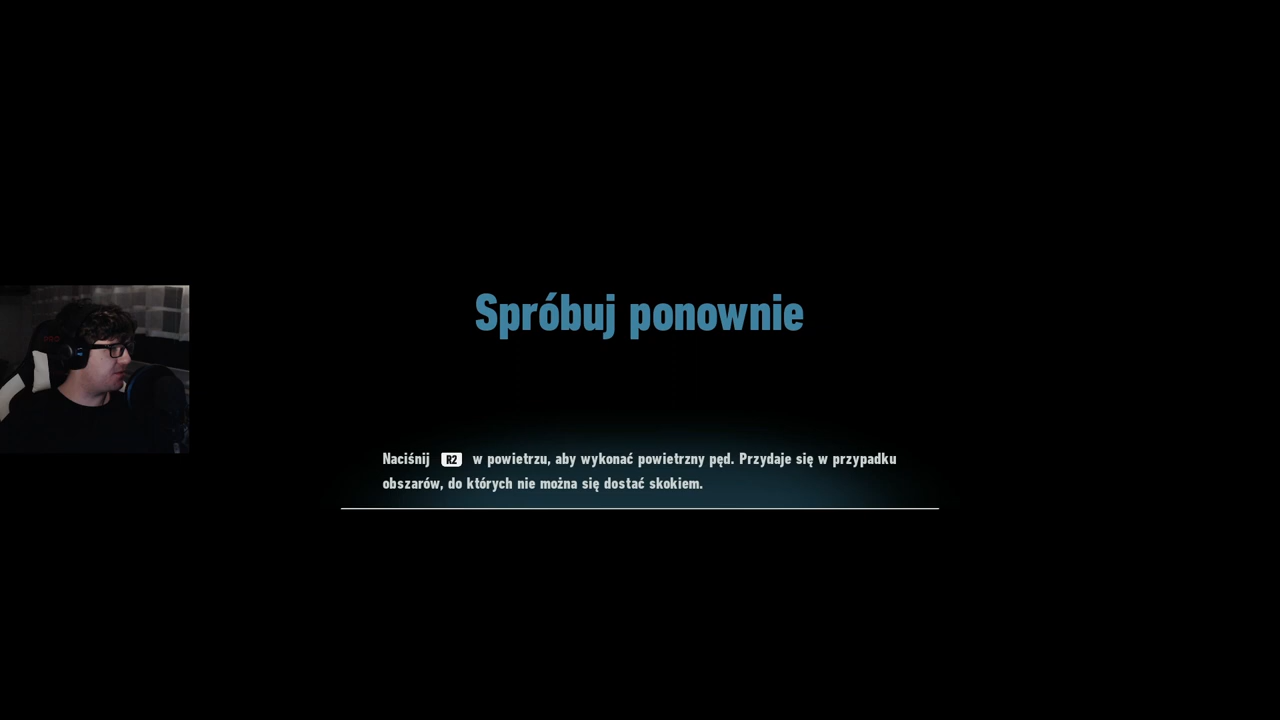 Spróbuj ponownie
Naciśnij R2 w powietrzu, aby wykonać powietrzny pęd. Przydaje się w przypadku
obszarów, do których nie można się dostać skokiem.